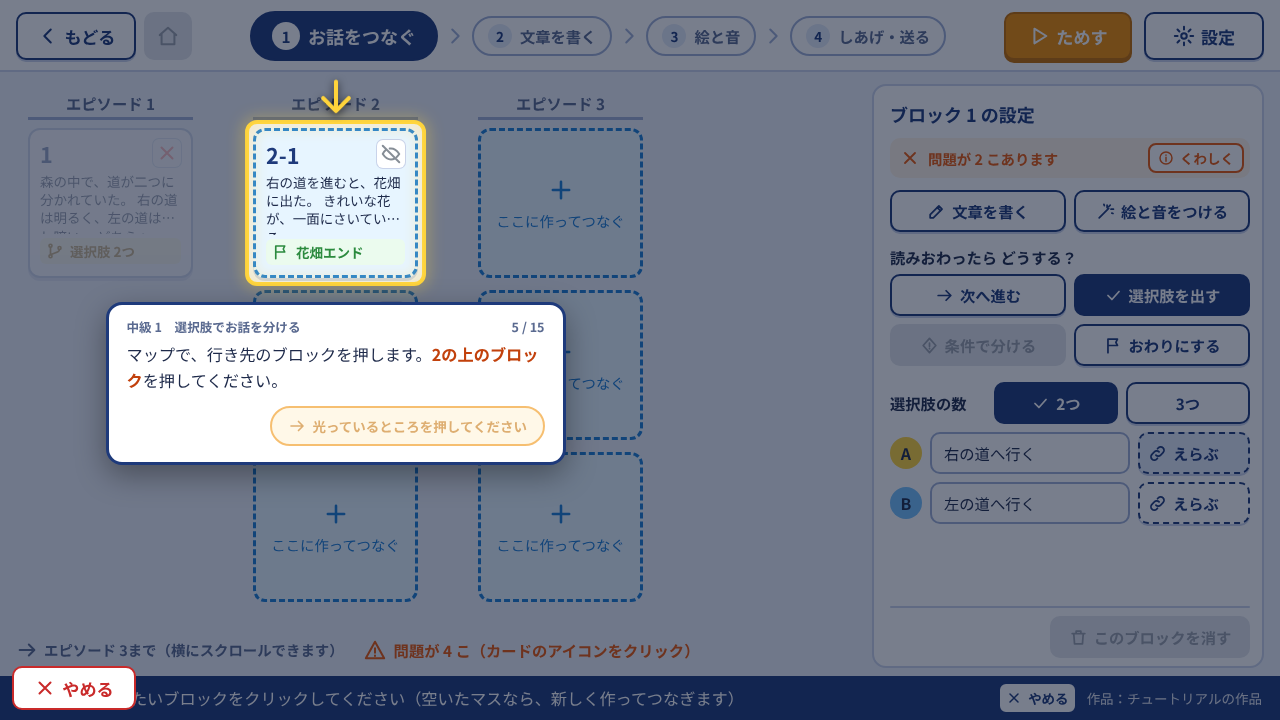 もどる
1 お話をつなぐ
2 文章を書く
3 絵と音
4 しあげ・送る
ためす
設定
エピソード 1
エピソード 2
エピソード 3
1
森の中で、道が二つに
分かれていた。 右の道
は明るく、左の道は…
選択肢 2つ
2-1
右の道を進むと、花畑
に出た。 きれいな花
が、一面にさいてい…
花畑エンド
ここに作ってつなぐ
中級 1 選択肢でお話を分ける
5 / 15
マップで、行き先のブロックを押します。2の上のブロッ
クを押してください。
光っているところを押してください
てつなぐ
ここに作ってつなぐ
ここに作ってつなぐ
エピソード 3まで（横にスクロールできます）
問題が 4 こ（カードのアイコンをクリック）
ブロック 1 の設定
問題が 2 こあります
くわしく
文章を書く
絵と音をつける
読みおわったら どうする？
次へ進む
選択肢を出す
条件で分ける
おわりにする
選択肢の数
2つ
3つ
A 右の道へ行く
えらぶ
B 左の道へ行く
えらぶ
このブロックを消す
やめる
たいブロックをクリックしてください（空いたマスなら、新しく作ってつなぎます）
やめる
作品：チュートリアルの作品